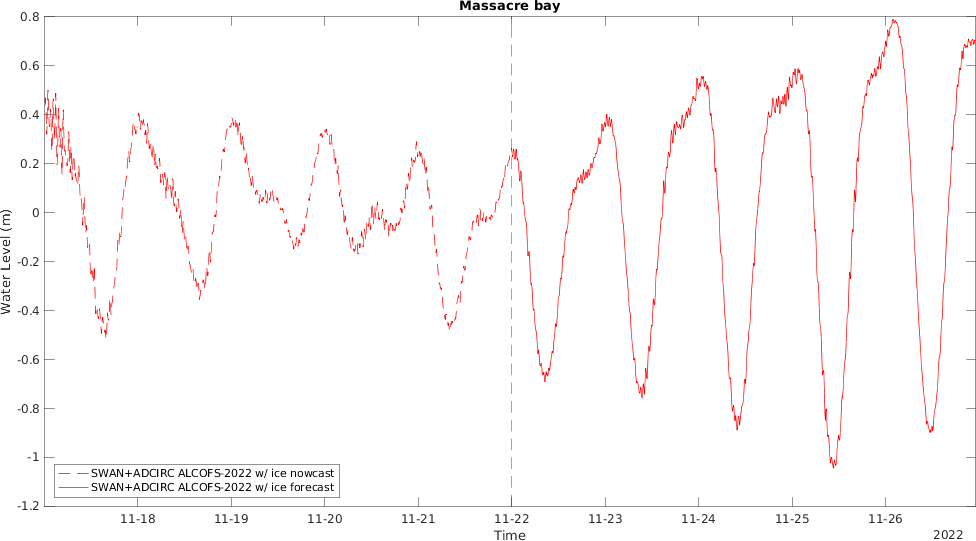 Massacre bay
0.8
0.6
0.4
0.2
0
-0.2
-0.4
-0.6
-0.8
-1
-1.2
Water Level (m)
SWAN+ADCIRC ALCOFS-2022 w/ ice nowcast
SWAN+ADCIRC ALCOFS-2022 w/ ice forecast
11-18 11-19 11-20 11-21 11-22 11-23 11-24 11-25 11-26
Time
2022